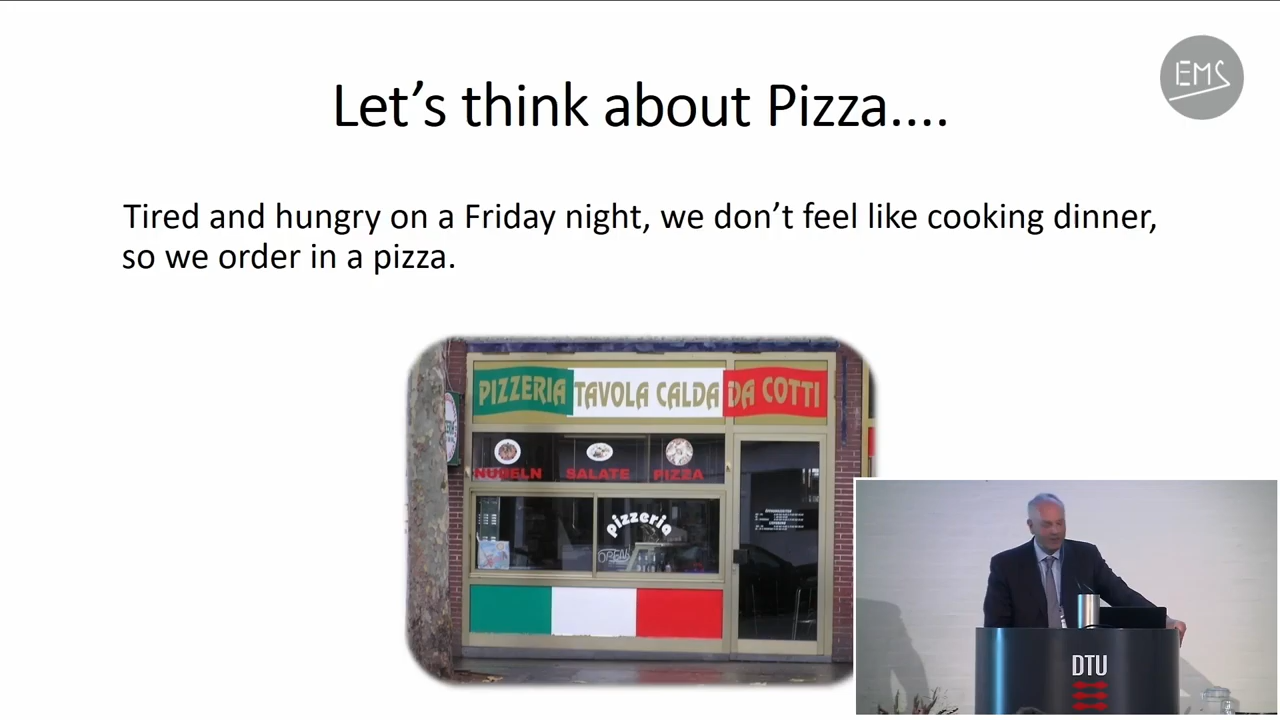 Let’s think about Pizza....
EMS
Tired and hungry on a Friday night, we don’t feel like cooking dinner,
so we order in a pizza.
PIZZERIA TAVOLA CALDA DA COTTI
NUDELN SALATE PIZZA
pizzeria
OFFEN
DTU